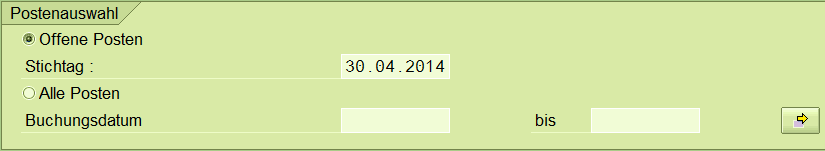 Postenauswahl
Offene Posten
Stichtag : 30.04.2014
Alle Posten
Buchungsdatum bis